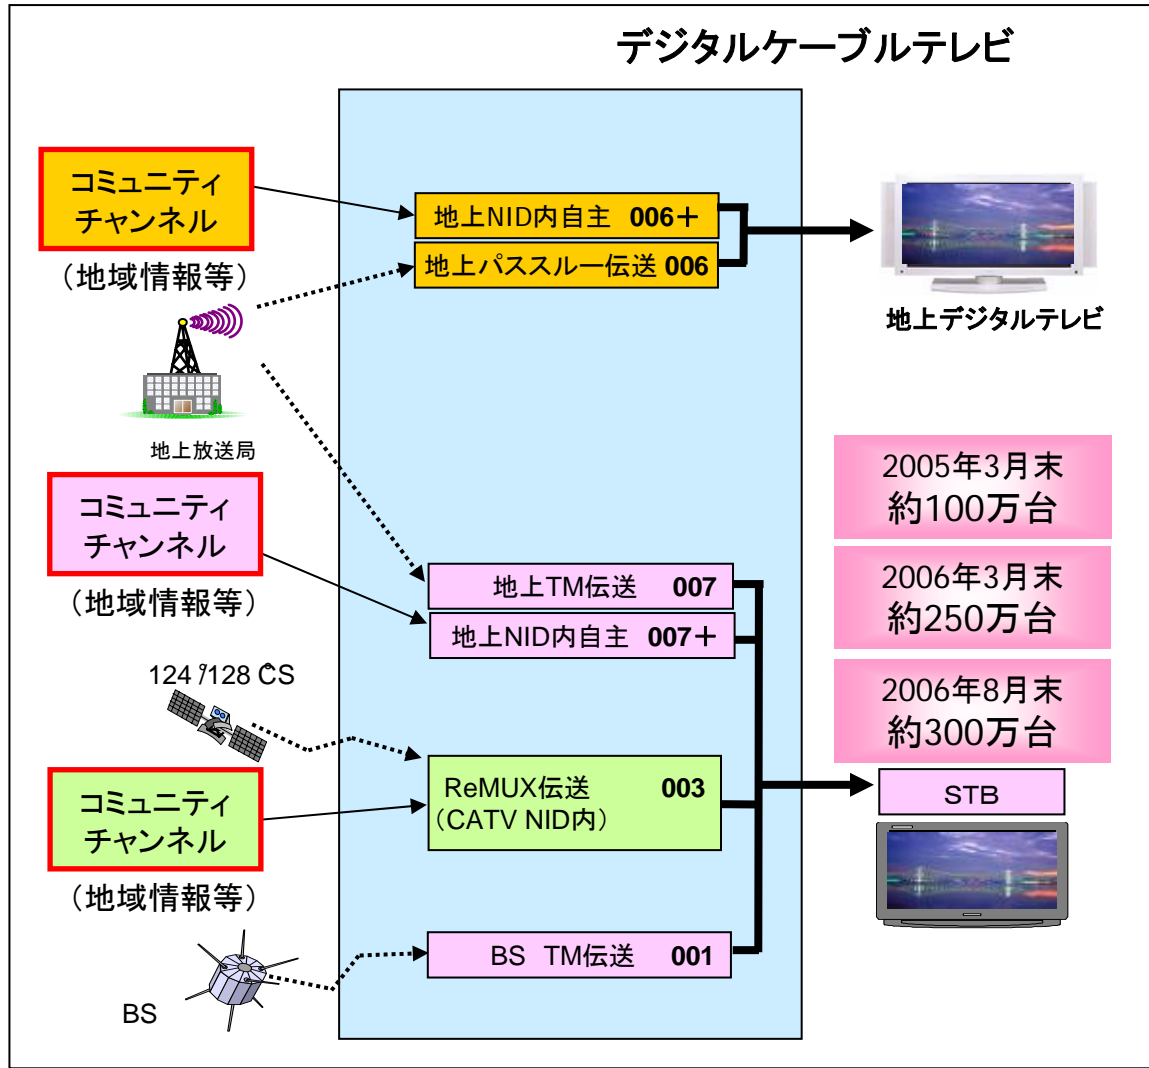 デジタルケーブルテレビ
コミュニティ
チャンネル
(地域情報等)
地上放送局
コミュニティ
チャンネル
(地域情報等)
124°/128°CS
コミュニティ
チャンネル
(地域情報等)
BS
地上NID内自主 006+
地上パススルー伝送 006
地上TM伝送 007
地上NID内自主 007+
ReMUX伝送 003
(CATV NID内)
BS TM伝送 001
地上デジタルテレビ
2005年3月末
約100万台
2006年3月末
約250万台
2006年8月末
約300万台
STB